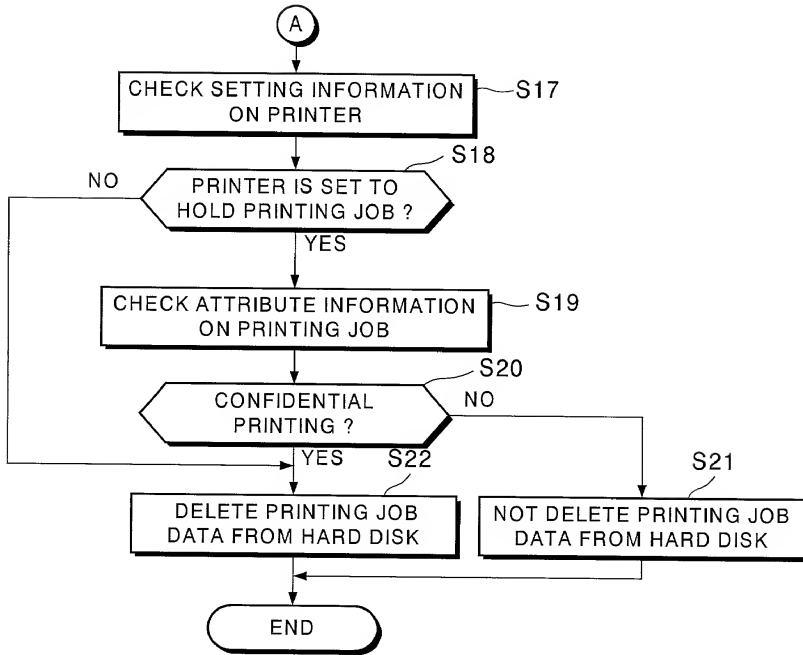 A
CHECK SETTING INFORMATION
ON PRINTER
S17
S18
NO
PRINTER IS SET TO
HOLD PRINTING JOB ?
YES
CHECK ATTRIBUTE INFORMATION
ON PRINTING JOB
S19
S20
CONFIDENTIAL
PRINTING ?
NO
YES
S22
S21
DELETE PRINTING JOB
DATA FROM HARD DISK
NOT DELETE PRINTING JOB
DATA FROM HARD DISK
END